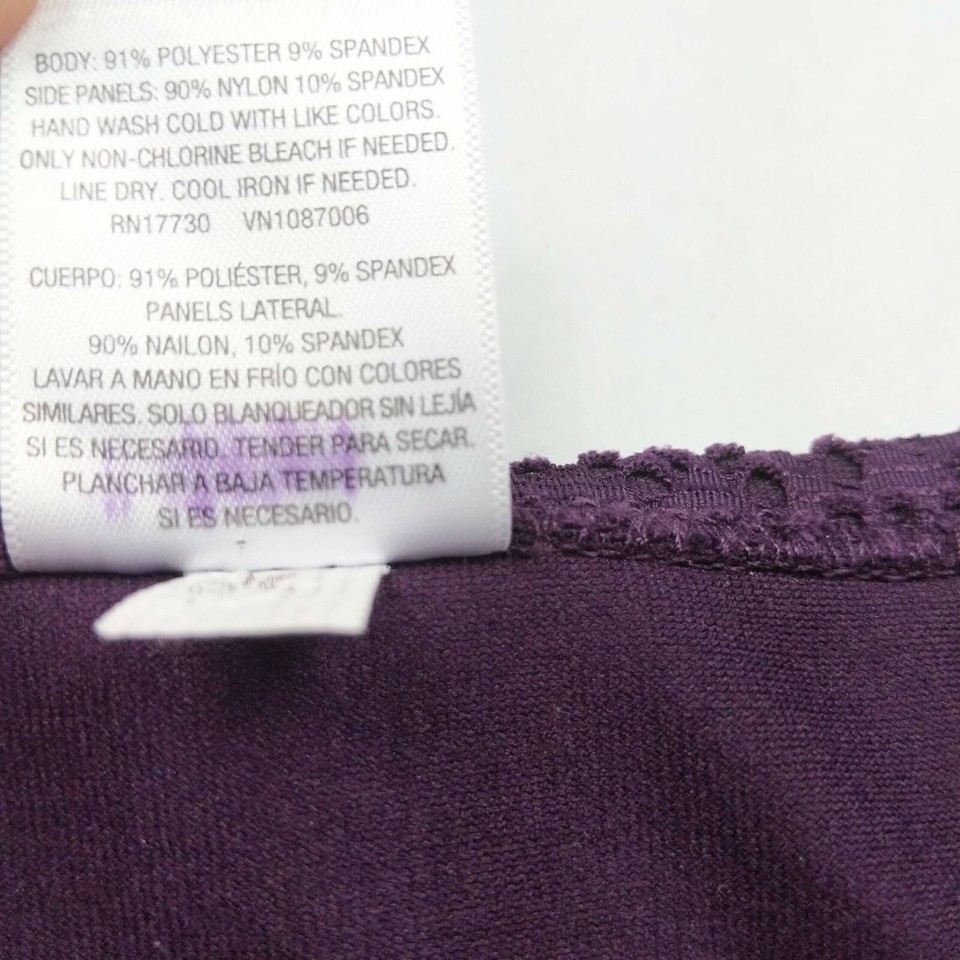 BODY: 91% POLYESTER 9% SPANDEX
SIDE PANELS: 90% NYLON 10% SPANDEX
HAND WASH COLD WITH LIKE COLORS.
ONLY NON-CHLORINE BLEACH IF NEEDED.
LINE DRY. COOL IRON IF NEEDED.
RN17730 VN1087006
CUERPO: 91% POLIÉSTER, 9% SPANDEX
PANELS LATERAL.
90% NAILON, 10% SPANDEX
LAVAR A MANO EN FRÍO CON COLORES
SIMILARES. SOLO BLANQUEADOR SIN LEJÍA
SI ES NECESARIO. TENDER PARA SECAR.
PLANCHAR A BAJA TEMPERATURA
SI ES NECESARIO.